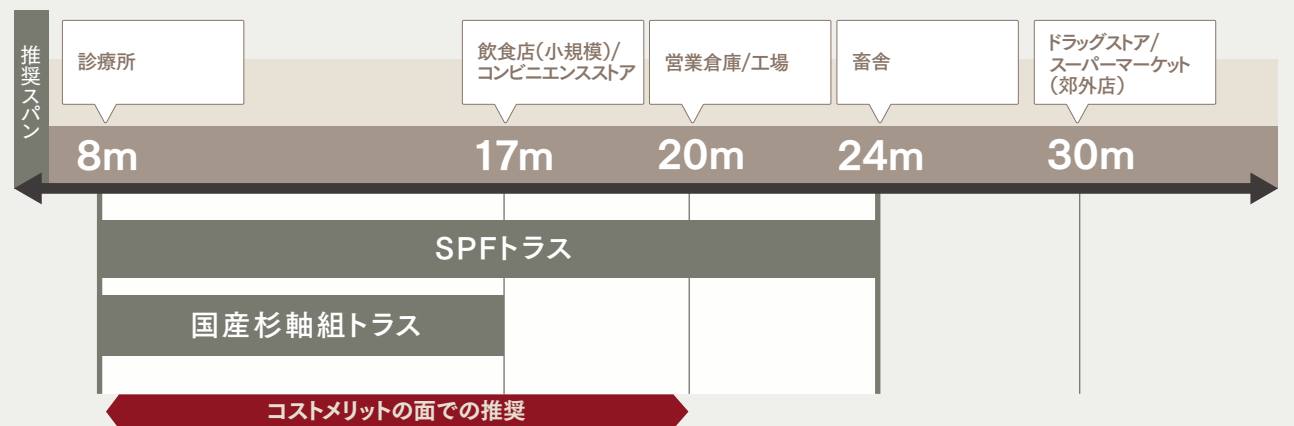 推奨スパン
診療所
飲食店(小規模)/
コンビニエンスストア
営業倉庫/工場
畜舎
ドラッグストア/
スーパーマーケット
(郊外店)
8m
17m
20m
24m
30m
SPFトラス
国産杉軸組トラス
コストメリットの面での推奨